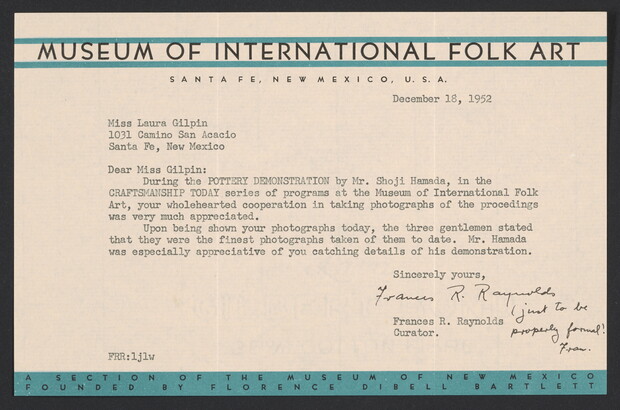 MUSEUM OF INTERNATIONAL FOLK ART
SANTA FE, NEW MEXICO, U.S.A.
December 18, 1952
Miss Laura Gilpin
1031 Camino San Acacio
Santa Fe, New Mexico
Dear Miss Gilpin:
During the POTTERY DEMONSTRATION by Mr. Shoji Hamada, in the
CRAFTSMANSHIP TODAY series of programs at the Museum of International Folk
Art, your wholehearted cooperation in taking photographs of the procedings
was very much appreciated.
Upon being shown your photographs today, the three gentlemen stated
that they were the finest photographs taken of them to date. Mr. Hamada
was especially appreciative of you catching details of his demonstration.
Sincerely yours,
Frances R. Raynolds
(just to be
properly formal!
Fran.
Frances R. Raynolds
Curator.
FRR:ljlw
A SECTION OF THE MUSEUM OF NEW MEXICO
FOUNDED BY FLORENCE DIBELL BARTLETT